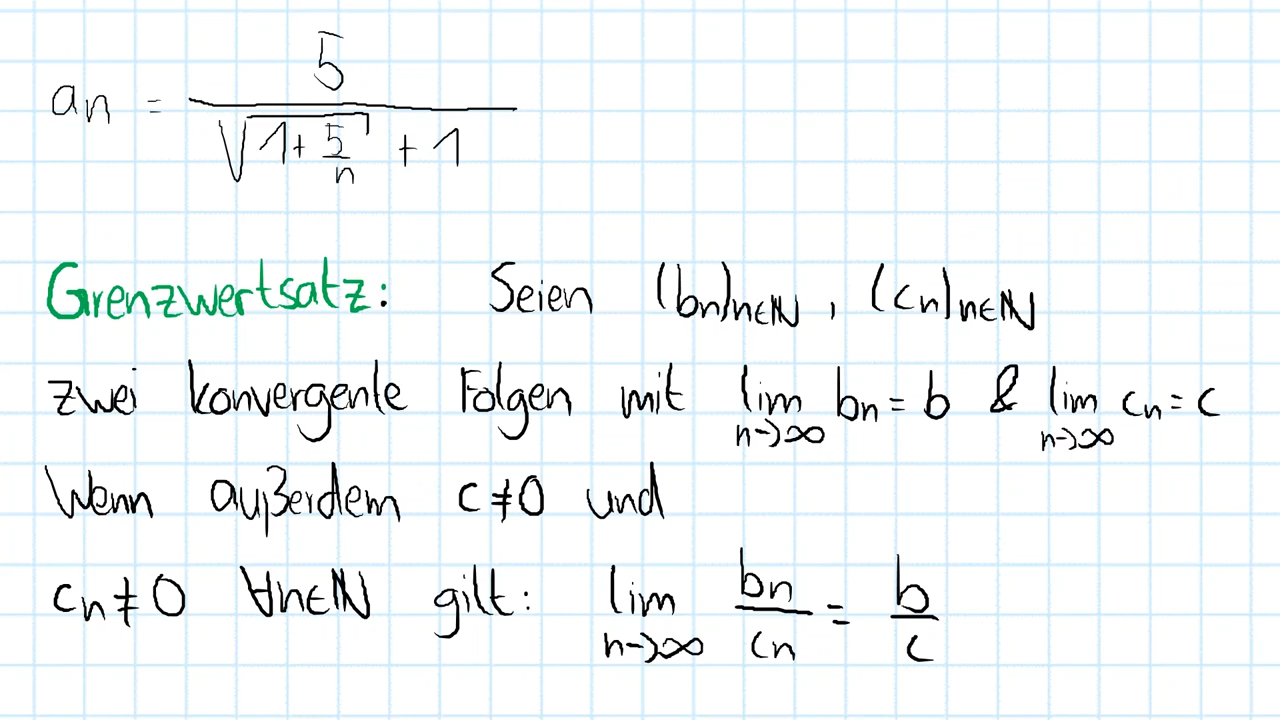 an = 5 / (√(1 + 5/n) + 1)
Grenzwertsatz: Seien (bn)n∈ℕ, (cn)n∈ℕ
zwei konvergente Folgen mit lim n→∞ bn = b & lim n→∞ cn = c
Wenn außerdem c≠0 und
cn≠0 ∀n∈ℕ gilt: lim n→∞ bn/cn = b/c